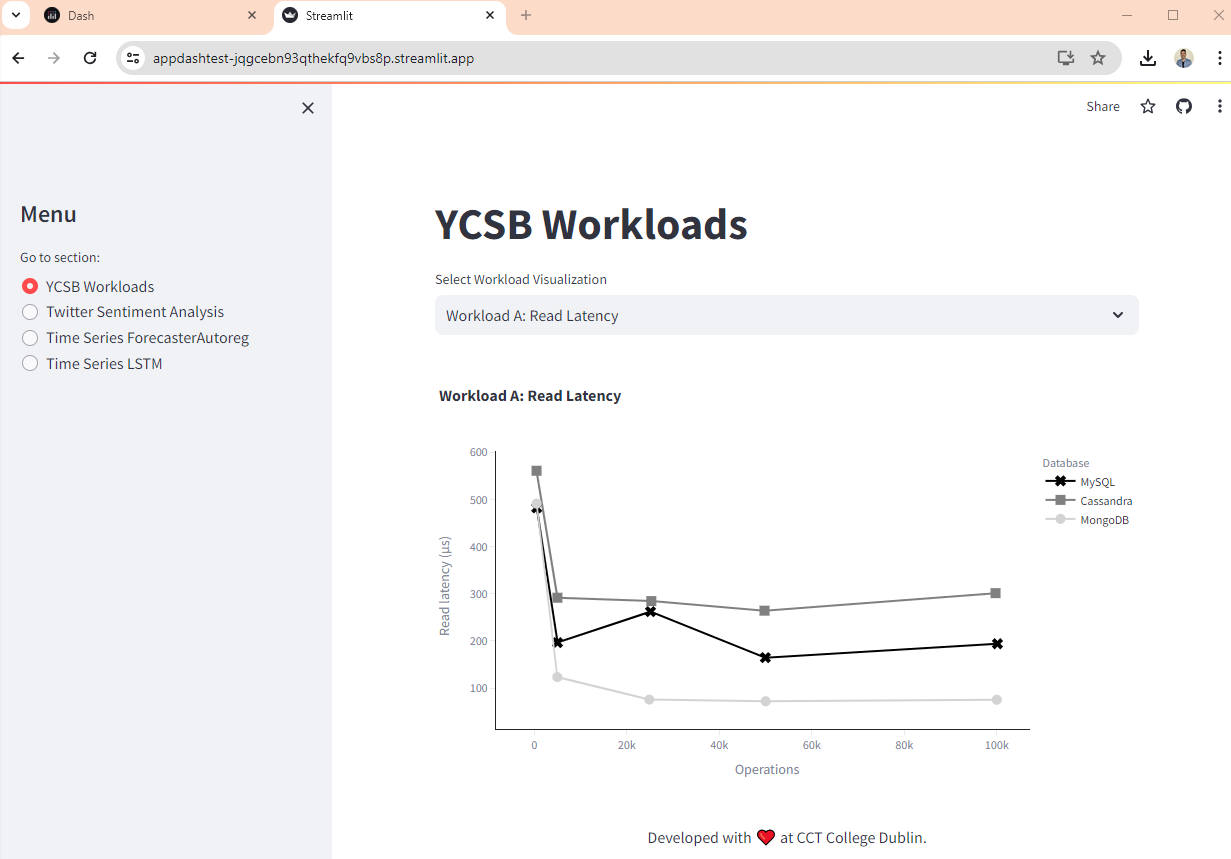 Dash
Streamlit
appdashtest-jqgcebn93qthekfq9vbs8p.streamlit.app
Share
Menu
Go to section:
YCSB Workloads
Twitter Sentiment Analysis
Time Series ForecasterAutoreg
Time Series LSTM
YCSB Workloads
Select Workload Visualization
Workload A: Read Latency
Workload A: Read Latency
600
500
400
300
200
100
Read latency (µs)
0 20k 40k 60k 80k 100k
Operations
Database
MySQL
Cassandra
MongoDB
Developed with ❤️ at CCT College Dublin.